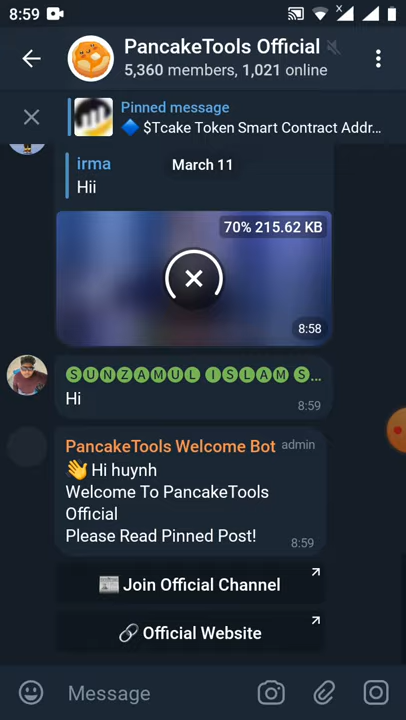 8:59
PancakeTools Official
5,360 members, 1,021 online
Pinned message
$Tcake Token Smart Contract Addr...
irma
March 11
Hii
70% 215.62 KB
8:58
🅢🅤🅝🅩🅐🅜🅤🅛 🅘🅢🅛🅐🅜 🅢...
Hi
8:59
PancakeTools Welcome Bot admin
👋Hi huynh
Welcome To PancakeTools
Official
Please Read Pinned Post!
8:59
Join Official Channel
Official Website
Message